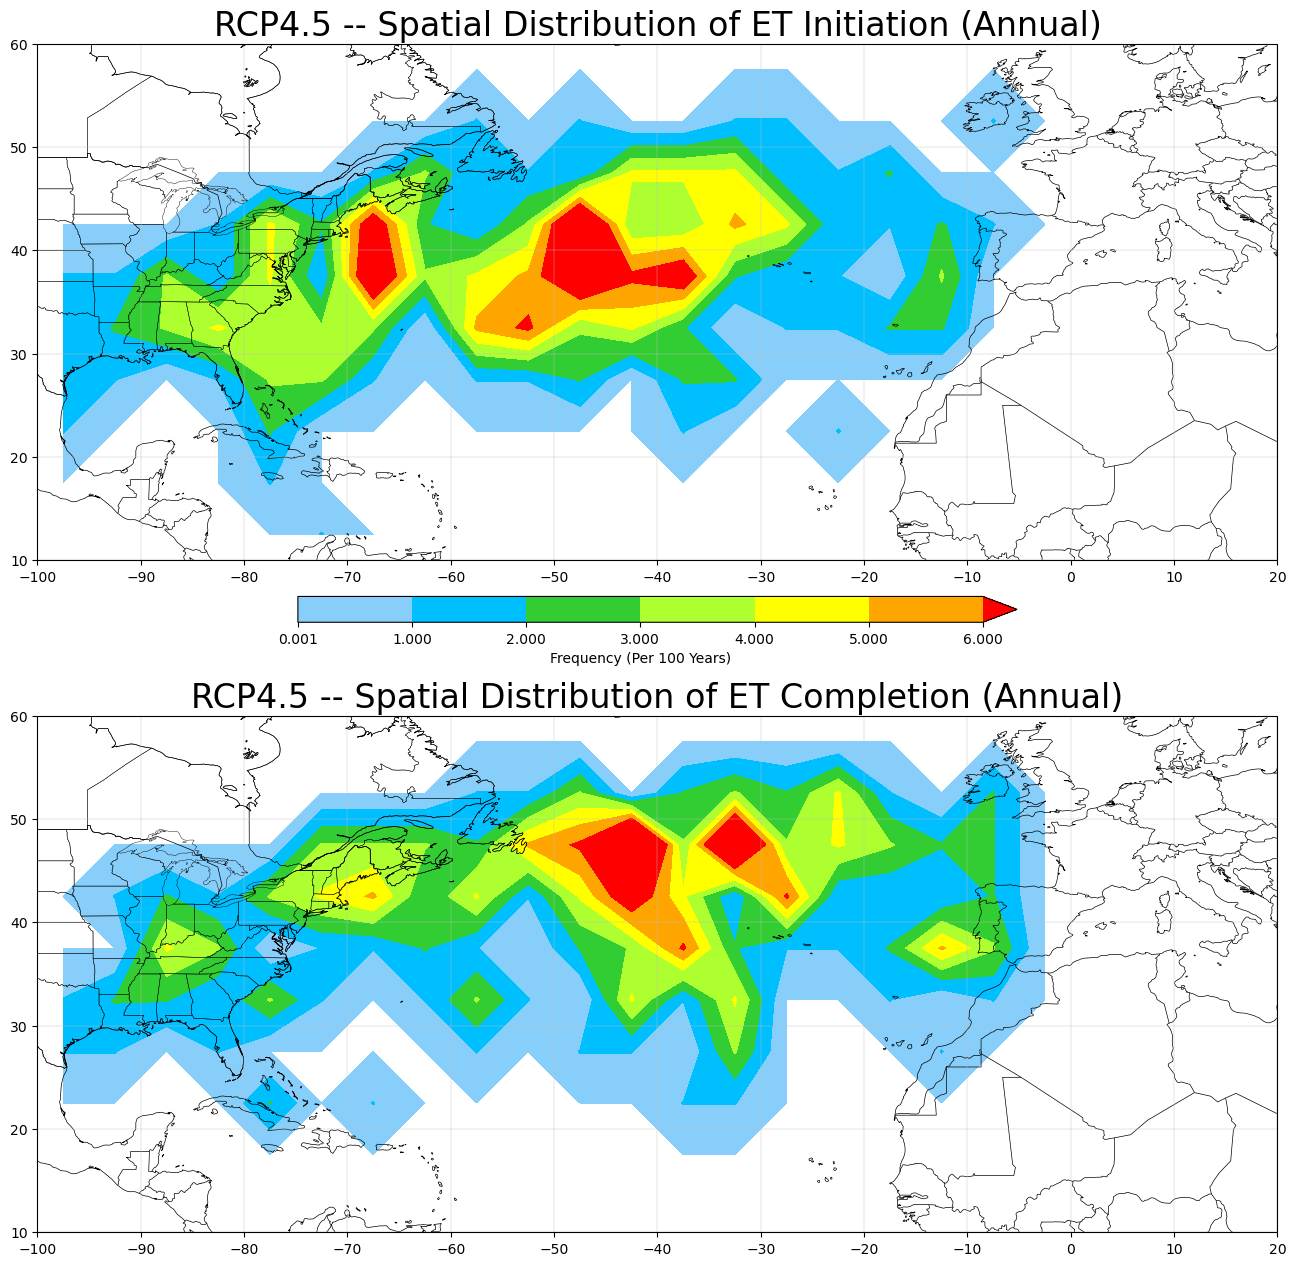 RCP4.5 -- Spatial Distribution of ET Initiation (Annual)
60
50
40
30
20
10
−100 −90 −80 −70 −60 −50 −40 −30 −20 −10 0 10 20
0.001 1.000 2.000 3.000 4.000 5.000 6.000
Frequency (Per 100 Years)
RCP4.5 -- Spatial Distribution of ET Completion (Annual)
60
50
40
30
20
10
−100 −90 −80 −70 −60 −50 −40 −30 −20 −10 0 10 20